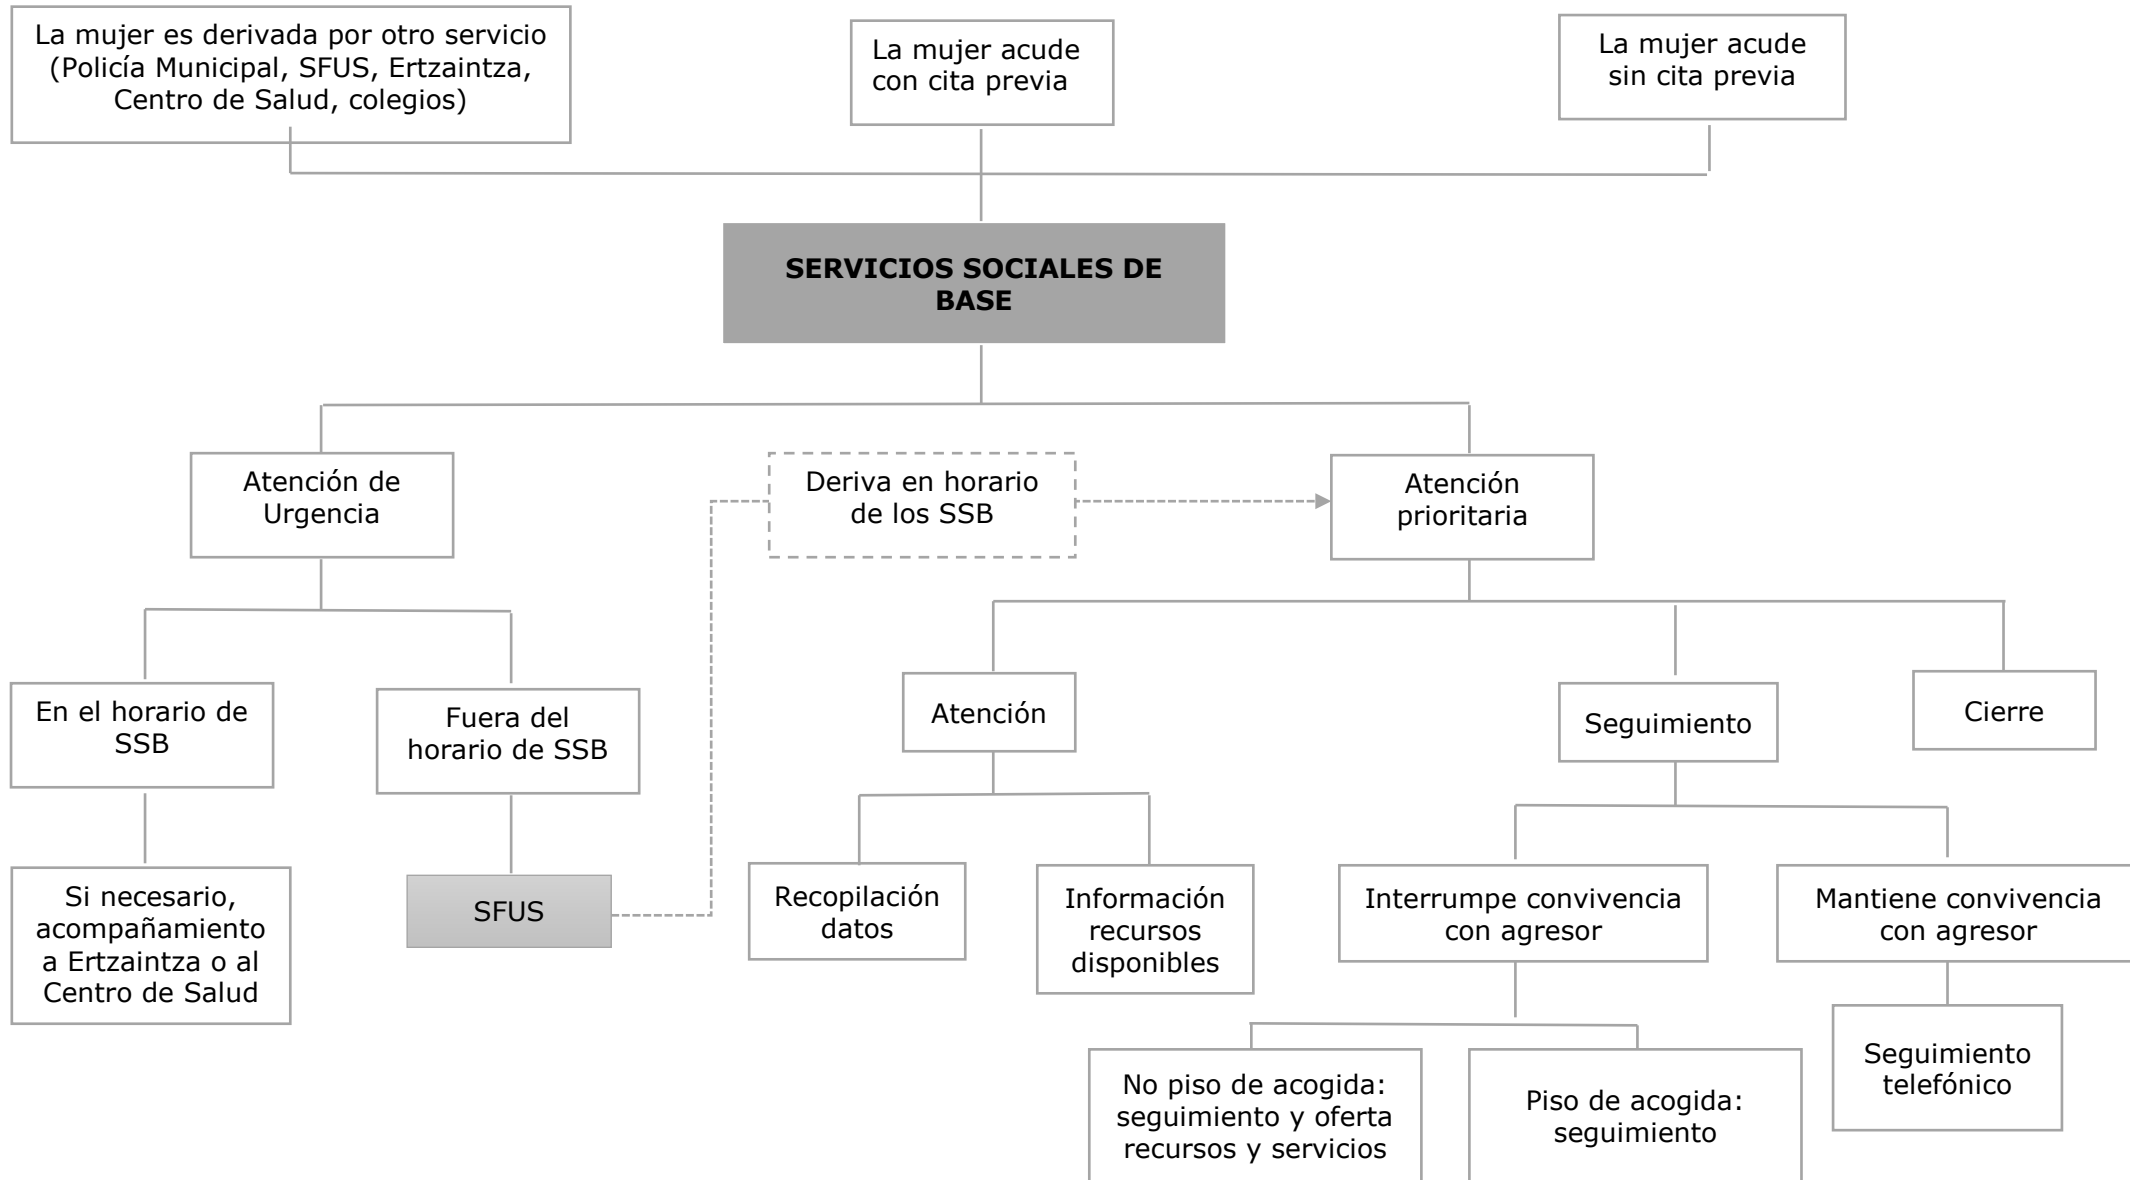 La mujer es derivada por otro servicio
(Policía Municipal, SFUS, Ertzaintza,
Centro de Salud, colegios)
La mujer acude
con cita previa
La mujer acude
sin cita previa
SERVICIOS SOCIALES DE
BASE
Atención de
Urgencia
Deriva en horario
de los SSB
Atención
prioritaria
En el horario de
SSB
Fuera del
horario de SSB
Atención
Seguimiento
Cierre
Si necesario,
acompañamiento
a Ertzaintza o al
Centro de Salud
SFUS
Recopilación
datos
Información
recursos
disponibles
Interrumpe convivencia
con agresor
Mantiene convivencia
con agresor
No piso de acogida:
seguimiento y oferta
recursos y servicios
Piso de acogida:
seguimiento
Seguimiento
telefónico